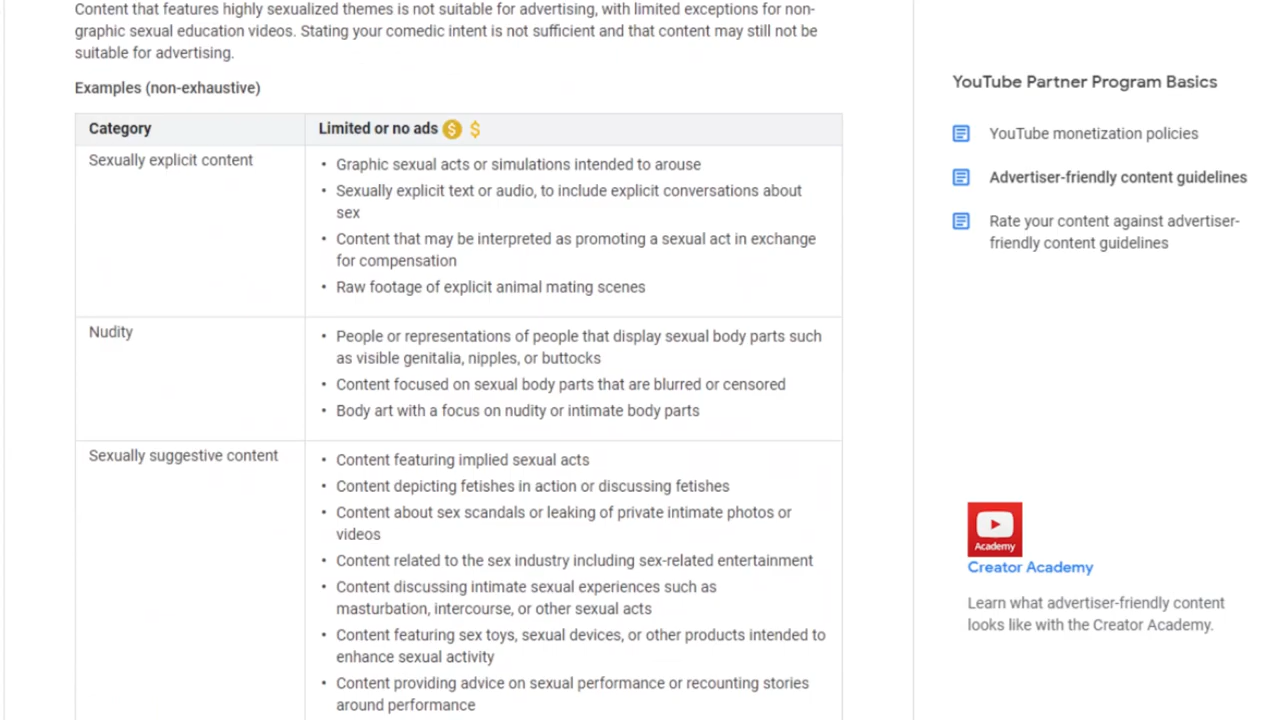 Content that features highly sexualized themes is not suitable for advertising, with limited exceptions for non-
graphic sexual education videos. Stating your comedic intent is not sufficient and that content may still not be
suitable for advertising.
Examples (non-exhaustive)
Category
Limited or no ads $ $
Sexually explicit content
• Graphic sexual acts or simulations intended to arouse
• Sexually explicit text or audio, to include explicit conversations about
sex
• Content that may be interpreted as promoting a sexual act in exchange
for compensation
• Raw footage of explicit animal mating scenes
Nudity
• People or representations of people that display sexual body parts such
as visible genitalia, nipples, or buttocks
• Content focused on sexual body parts that are blurred or censored
• Body art with a focus on nudity or intimate body parts
Sexually suggestive content
• Content featuring implied sexual acts
• Content depicting fetishes in action or discussing fetishes
• Content about sex scandals or leaking of private intimate photos or
videos
• Content related to the sex industry including sex-related entertainment
• Content discussing intimate sexual experiences such as
masturbation, intercourse, or other sexual acts
• Content featuring sex toys, sexual devices, or other products intended to
enhance sexual activity
• Content providing advice on sexual performance or recounting stories
around performance
YouTube Partner Program Basics
YouTube monetization policies
Advertiser-friendly content guidelines
Rate your content against advertiser-
friendly content guidelines
Academy
Creator Academy
Learn what advertiser-friendly content
looks like with the Creator Academy.